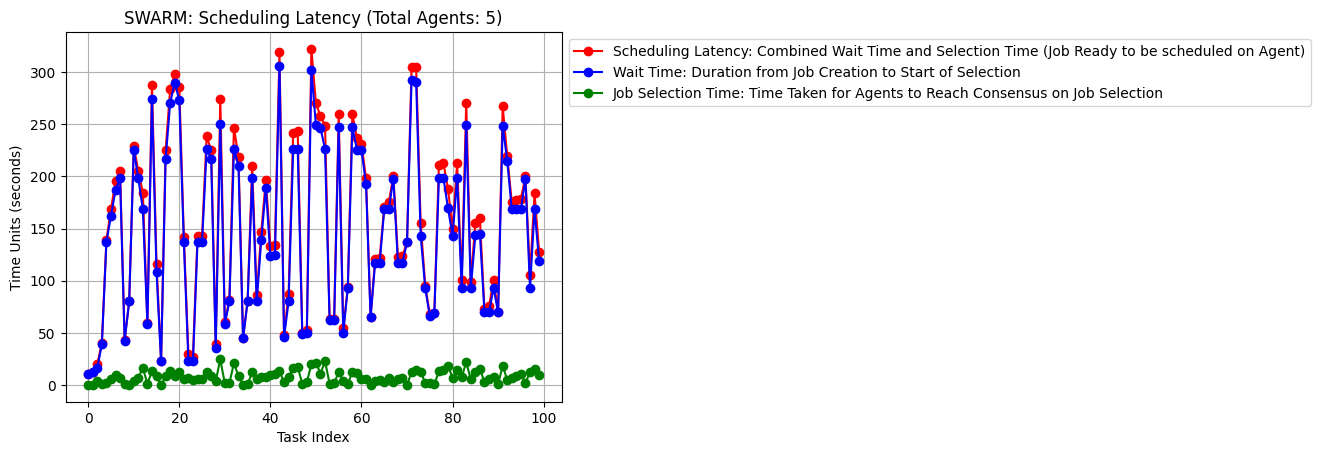 SWARM: Scheduling Latency (Total Agents: 5)
Scheduling Latency: Combined Wait Time and Selection Time (Job Ready to be scheduled on Agent)
Wait Time: Duration from Job Creation to Start of Selection
Job Selection Time: Time Taken for Agents to Reach Consensus on Job Selection
Time Units (seconds)
300
250
200
150
100
50
0
0 20 40 60 80 100
Task Index